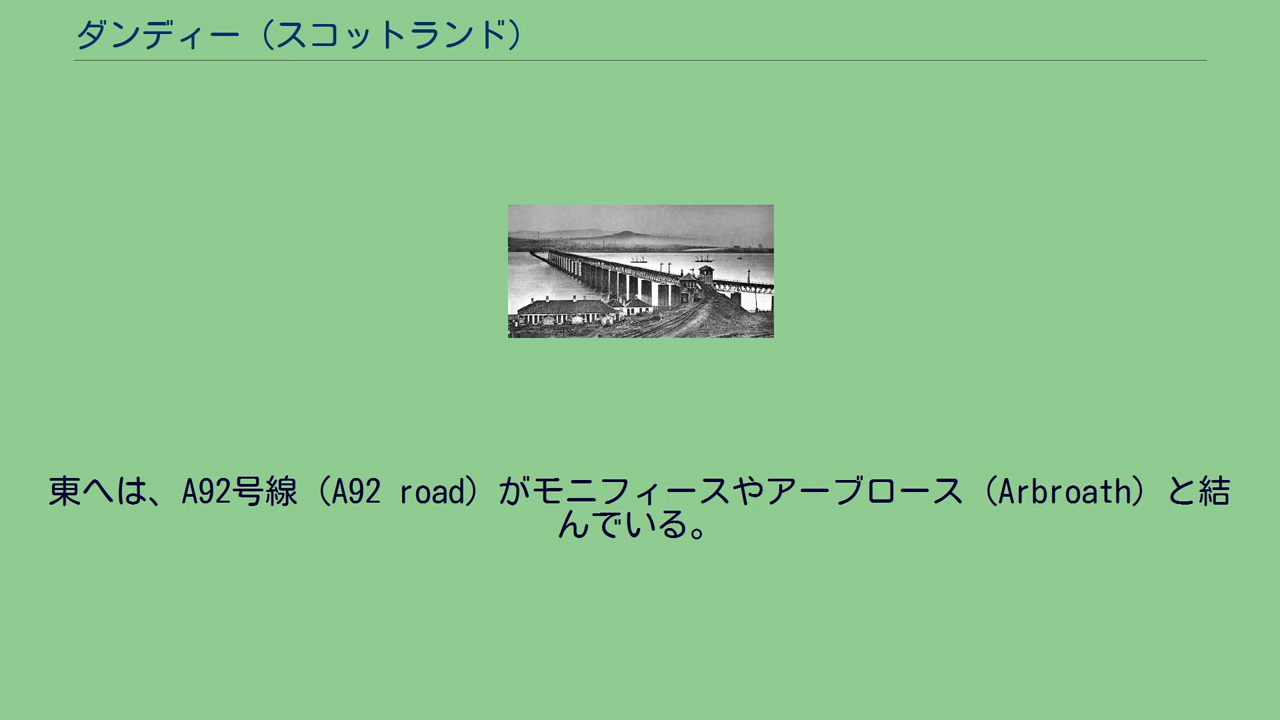 ダンディー（スコットランド）
東へは、A92号線（A92 road）がモニフィースやアーブロース（Arbroath）と結
んでいる。